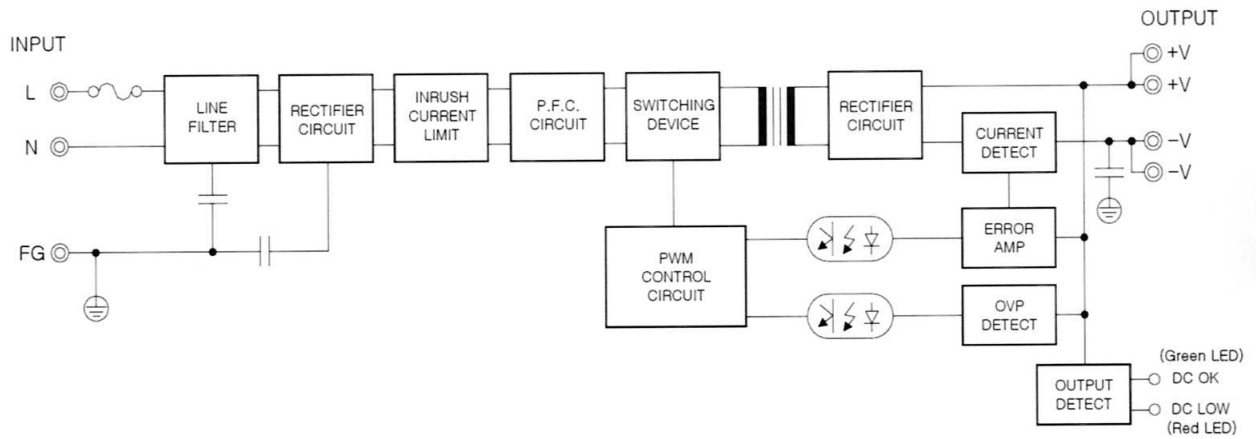 OUTPUT
INPUT
+V
+V
L
N
LINE
FILTER
RECTIFIER
CIRCUIT
INRUSH
CURRENT
LIMIT
P.F.C.
CIRCUIT
SWITCHING
DEVICE
RECTIFIER
CIRCUIT
CURRENT
DETECT
-V
-V
FG
PWM
CONTROL
CIRCUIT
ERROR
AMP
OVP
DETECT
OUTPUT
DETECT
(Green LED)
DC OK
DC LOW
(Red LED)